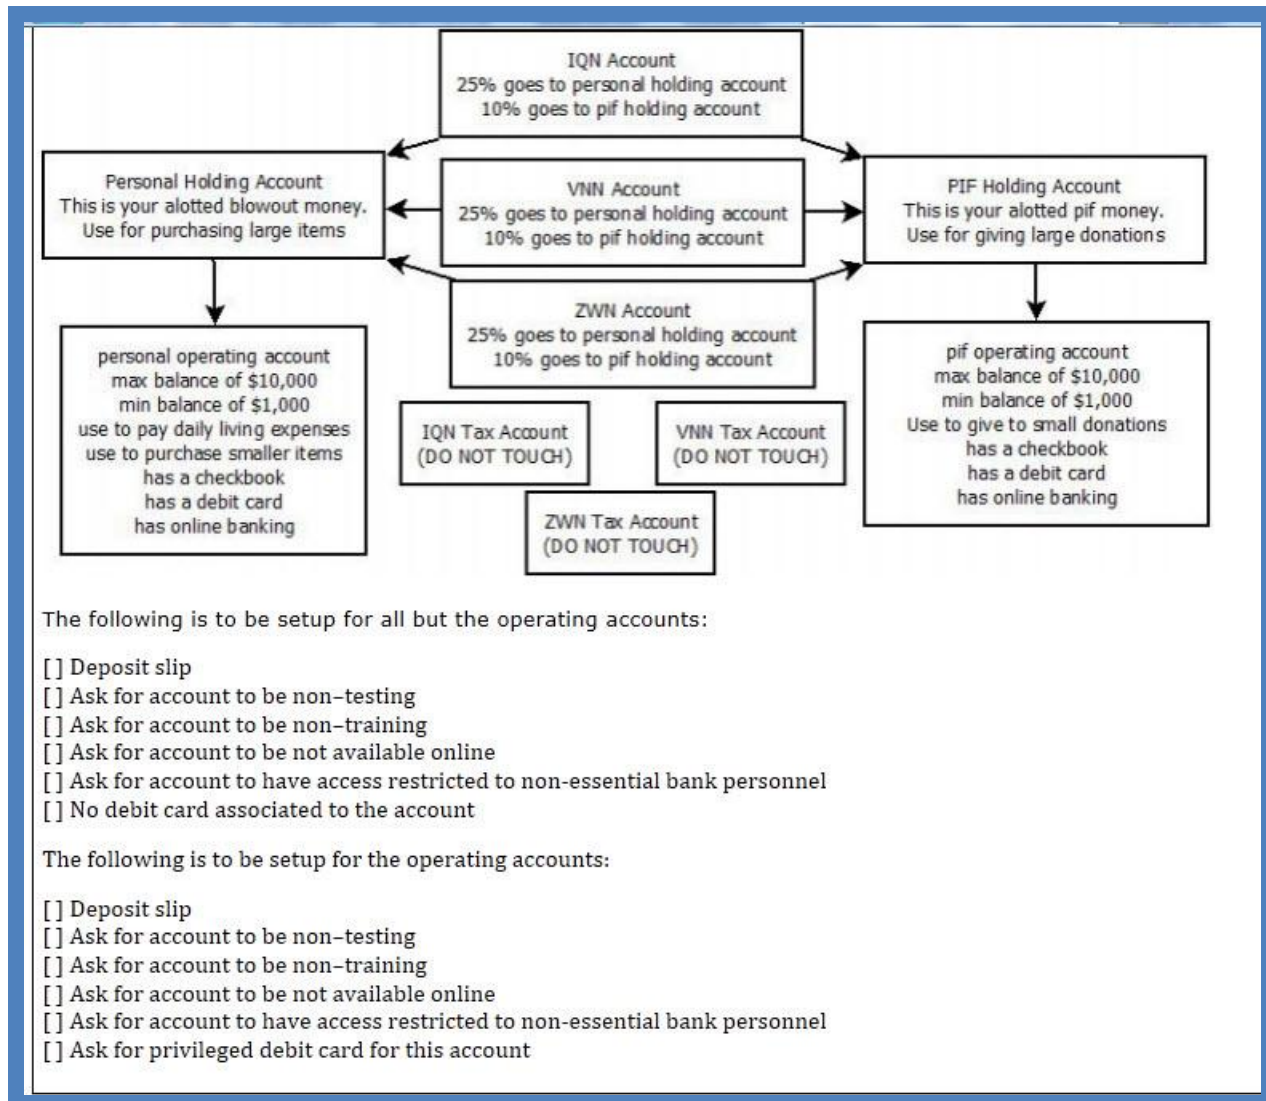 IQN Account
25% goes to personal holding account
10% goes to pif holding account
Personal Holding Account
This is your alotted blowout money.
Use for purchasing large items
VNN Account
25% goes to personal holding account
10% goes to pif holding account
PIF Holding Account
This is your alotted pif money.
Use for giving large donations
ZWN Account
25% goes to personal holding account
10% goes to pif holding account
personal operating account
max balance of $10,000
min balance of $1,000
use to pay daily living expenses
use to purchase smaller items
has a checkbook
has a debit card
has online banking
IQN Tax Account
(DO NOT TOUCH)
VNN Tax Account
(DO NOT TOUCH)
ZWN Tax Account
(DO NOT TOUCH)
pif operating account
max balance of $10,000
min balance of $1,000
Use to give to small donations
has a checkbook
has a debit card
has online banking
The following is to be setup for all but the operating accounts:
[ ] Deposit slip
[ ] Ask for account to be non–testing
[ ] Ask for account to be non–training
[ ] Ask for account to be not available online
[ ] Ask for account to have access restricted to non-essential bank personnel
[ ] No debit card associated to the account
The following is to be setup for the operating accounts:
[ ] Deposit slip
[ ] Ask for account to be non–testing
[ ] Ask for account to be non–training
[ ] Ask for account to be not available online
[ ] Ask for account to have access restricted to non-essential bank personnel
[ ] Ask for privileged debit card for this account